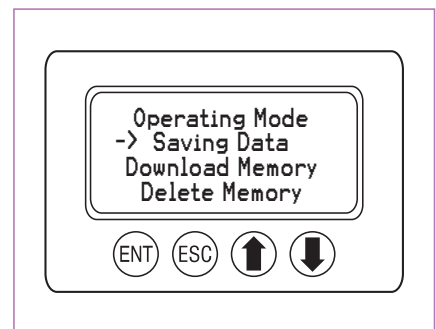 Operating Mode
-> Saving Data
Download Memory
Delete Memory
ENT ESC